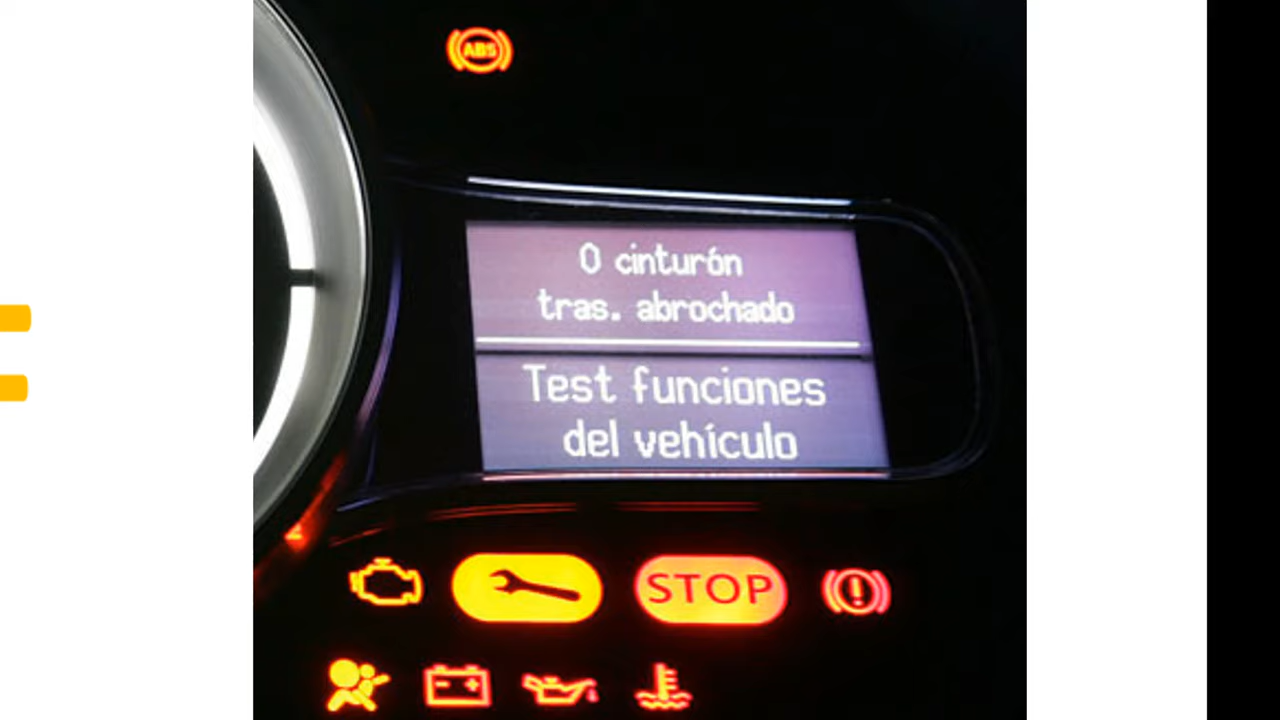 ABS
0 cinturón
tras. abrochado
Test funciones
del vehículo
STOP